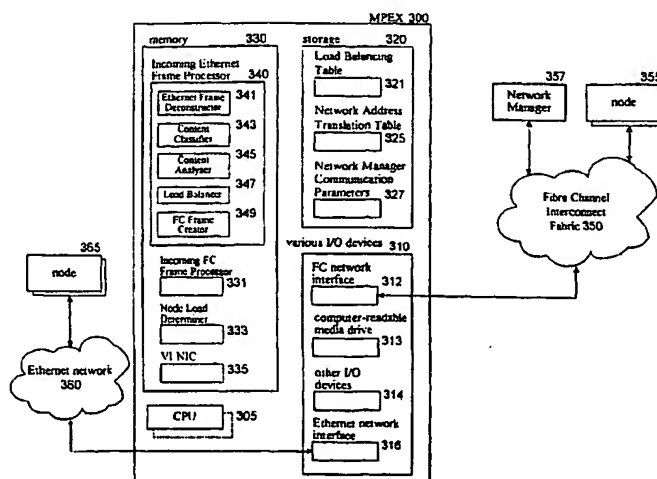 MPEX 300
memory 330
Incoming Ethernet
Frame Processor 340
Ethernet Frame
Deconstructor 341
Content
Classifier 343
Content
Analyzer 345
Load Balancer 347
FC Frame
Creator 349
Incoming FC
Frame Processor
331
Node Load
Determiner
333
VI NIC
335
CPU 305
storage 320
Load Balancing
Table
321
Network Address
Translation Table
325
Network Manager
Communication
Parameters
327
various I/O devices 310
FC network
interface 312
computer-readable
media drive
313
other I/O
devices 314
Ethernet network
interface
316
357
Network
Manager
355
node
Fibre Channel
Interconnect
Fabric 350
365
node
Ethernet network
360